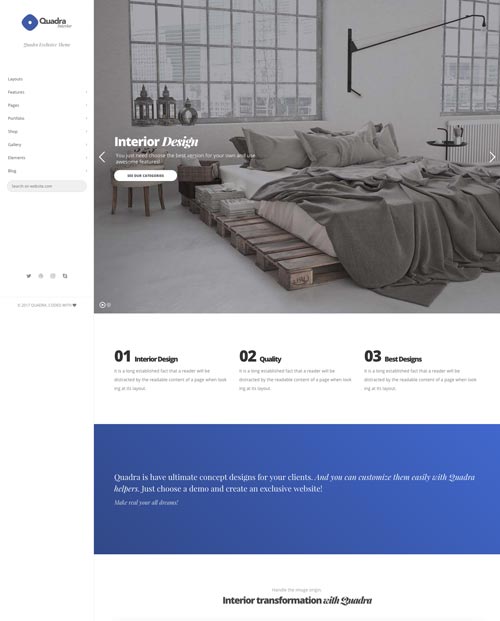 Quadra
Interior
Quadra Exclusive Theme
Layouts
Features
Pages
Portfolio
Shop
Gallery
Elements
Blog
Search on website.com
© 2017 QUADRA. CODED WITH
Interior Design
You just need choose the best version for your own and use
awesome features!
SEE OUR CATEGORIES
01 Interior Design
It is a long established fact that a reader will be
distracted by the readable content of a page when look
ing at its layout.
02 Quality
It is a long established fact that a reader will be
distracted by the readable content of a page when look
ing at its layout.
03 Best Designs
It is a long established fact that a reader will be
distracted by the readable content of a page when look
ing at its layout.
Quadra is have ultimate concept designs for your clients. And you can customize them easily with Quadra
helpers. Just choose a demo and create an exclusive website!
Make real your all dreams!
Handle the image origin.
Interior transformation with Quadra